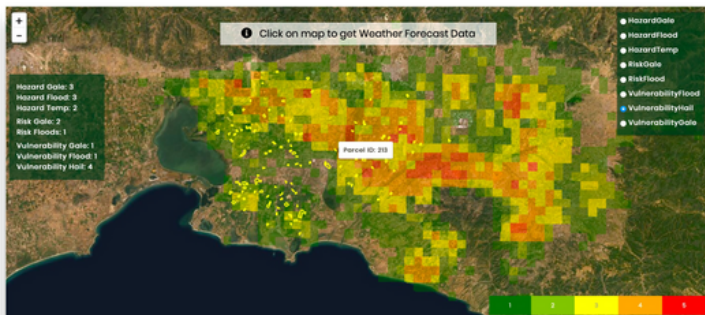 +
−
Click on map to get Weather Forecast Data
HazardGale
HazardFlood
HazardTemp
RiskGale
RiskFlood
VulnerabilityFlood
VulnerabilityHail
VulnerabilityGale
Hazard Gale: 3
Hazard Flood: 3
Hazard Temp: 2
Risk Gale: 2
Risk Floods: 1
Vulnerability Gale: 1
Vulnerability Flood: 1
Vulnerability Hail: 4
Parcel ID: 213
1 2 3 4 5